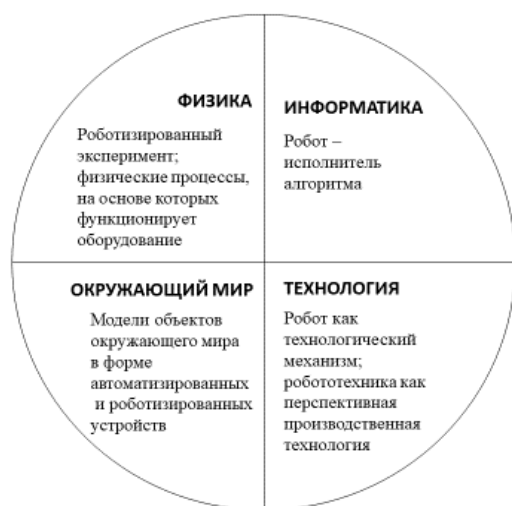 ФИЗИКА
Роботизированный
эксперимент;
физические процессы,
на основе которых
функционирует
оборудование
ИНФОРМАТИКА
Робот –
исполнитель
алгоритма
ОКРУЖАЮЩИЙ МИР
Модели объектов
окружающего мира
в форме
автоматизированных
и роботизированных
устройств
ТЕХНОЛОГИЯ
Робот как
технологический
механизм;
робототехника как
перспективная
производственная
технология